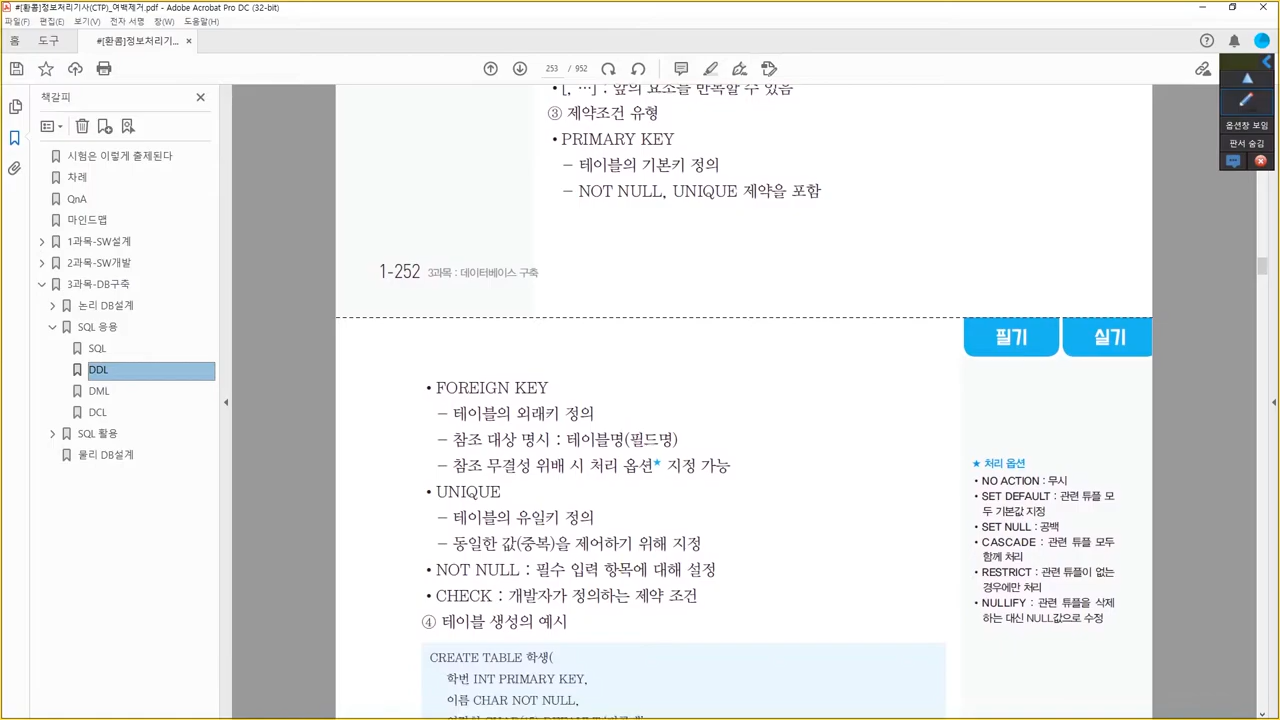 #[환콤]정보처리기사(CTP)_여백제거.pdf - Adobe Acrobat Pro DC (32-bit)
파일(F) 편집(E) 보기(V) 전자 서명 창(W) 도움말(H)
홈 도구 #[환콤]정보처리기... ×
253 / 952
책갈피
시험은 이렇게 출제된다
차례
QnA
마인드맵
1과목-SW설계
2과목-SW개발
3과목-DB구축
논리 DB설계
SQL 응용
SQL
DDL
DML
DCL
SQL 활용
물리 DB설계
• [, …] : 앞의 요소를 반복할 수 있음
③ 제약조건 유형
• PRIMARY KEY
– 테이블의 기본키 정의
– NOT NULL, UNIQUE 제약을 포함
1-252 3과목 : 데이터베이스 구축
필기 실기
• FOREIGN KEY
– 테이블의 외래키 정의
– 참조 대상 명시 : 테이블명(필드명)
– 참조 무결성 위배 시 처리 옵션★ 지정 가능
• UNIQUE
– 테이블의 유일키 정의
– 동일한 값(중복)을 제어하기 위해 지정
• NOT NULL : 필수 입력 항목에 대해 설정
• CHECK : 개발자가 정의하는 제약 조건
④ 테이블 생성의 예시
CREATE TABLE 학생(
학번 INT PRIMARY KEY,
이름 CHAR NOT NULL,
★ 처리 옵션
• NO ACTION : 무시
• SET DEFAULT : 관련 튜플 모
두 기본값 지정
• SET NULL : 공백
• CASCADE : 관련 튜플 모두
함께 처리
• RESTRICT : 관련 튜플이 없는
경우에만 처리
• NULLIFY : 관련 튜플을 삭제
하는 대신 NULL값으로 수정
옵션창 보임
판서 숨김